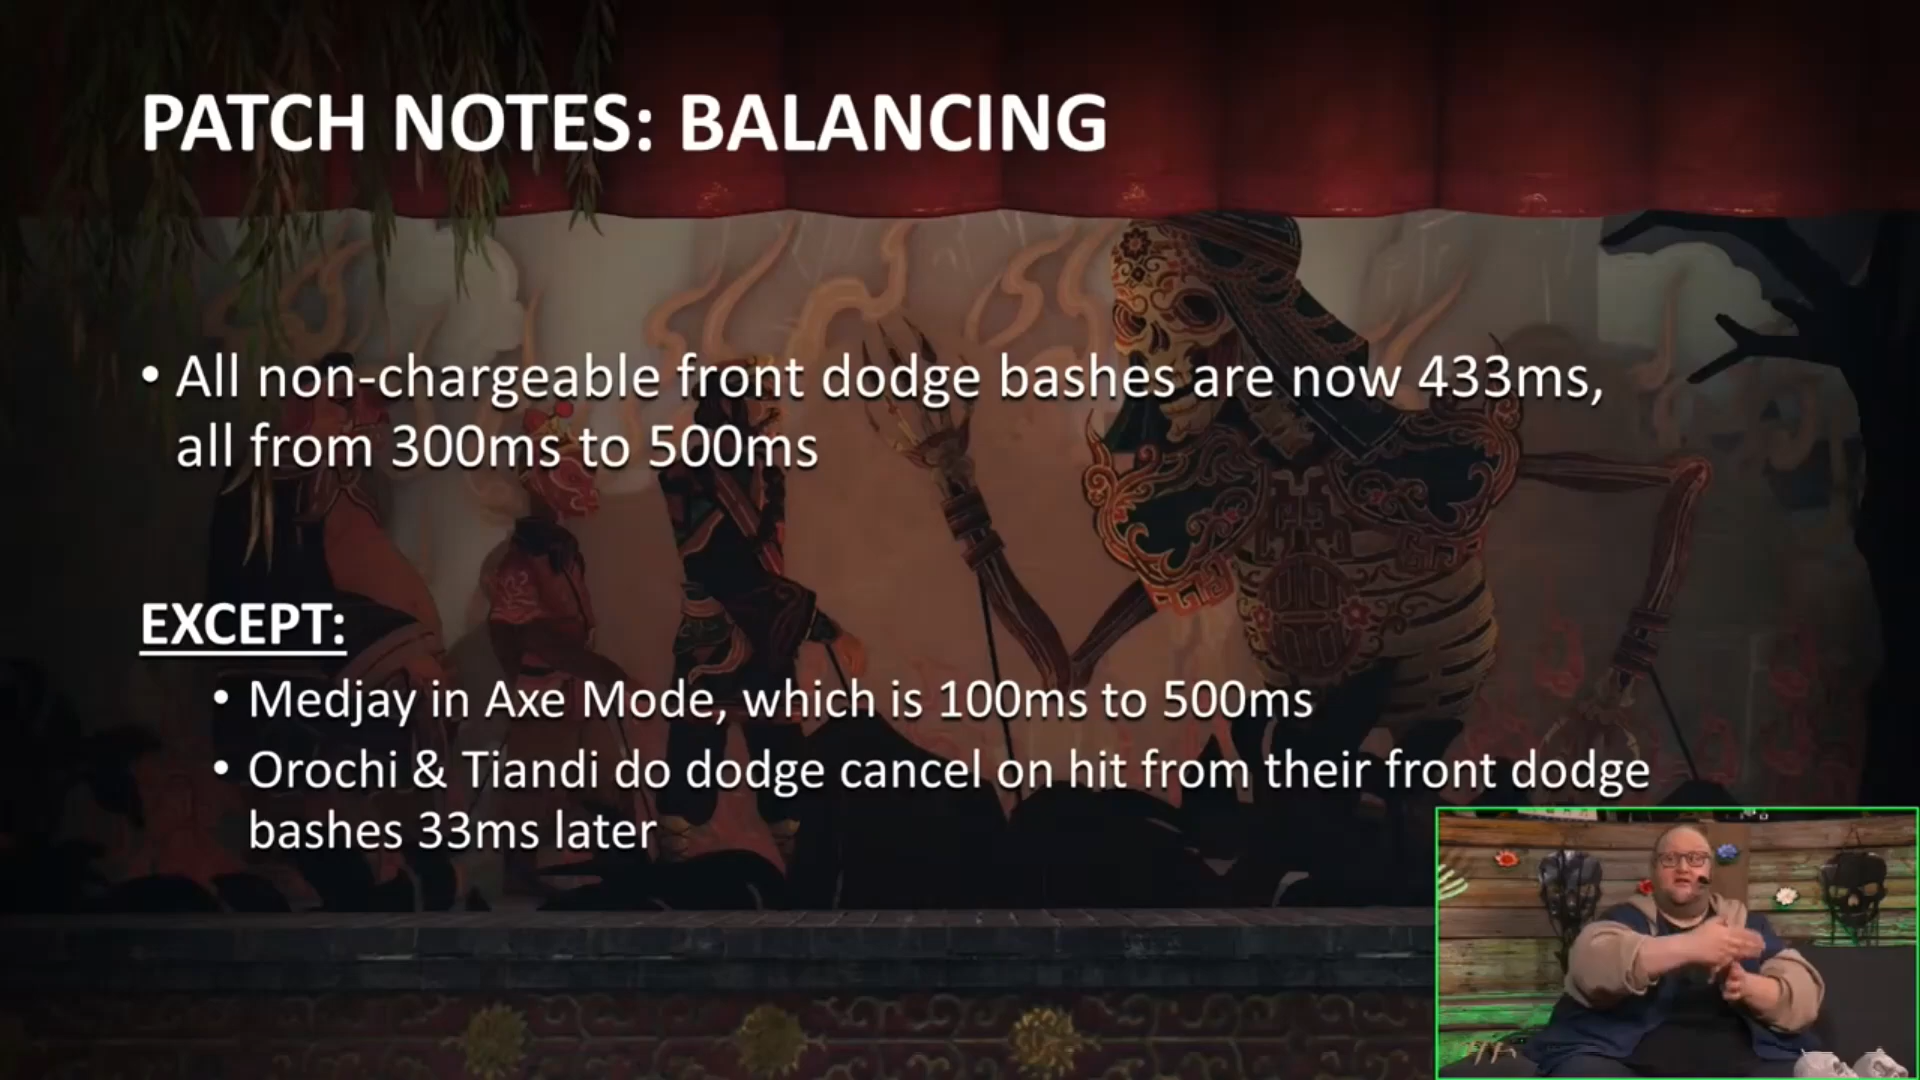 PATCH NOTES: BALANCING
• All non-chargeable front dodge bashes are now 433ms,
all from 300ms to 500ms
EXCEPT:
• Medjay in Axe Mode, which is 100ms to 500ms
• Orochi & Tiandi do dodge cancel on hit from their front dodge
bashes 33ms later